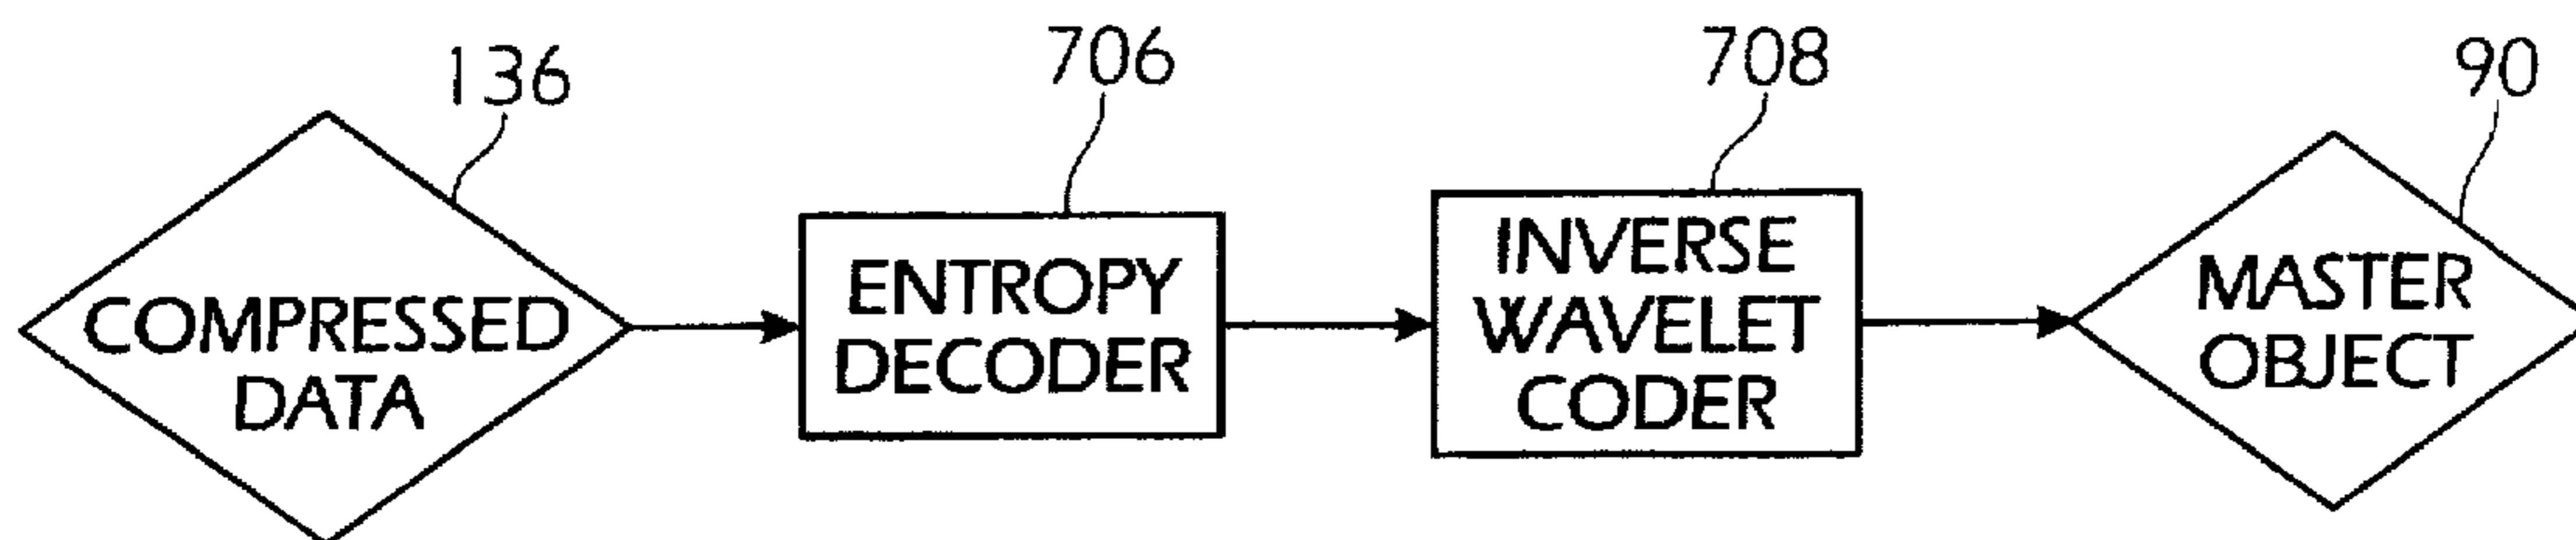 136
706
708
90
COMPRESSED
DATA
ENTROPY
DECODER
INVERSE
WAVELET
CODER
MASTER
OBJECT